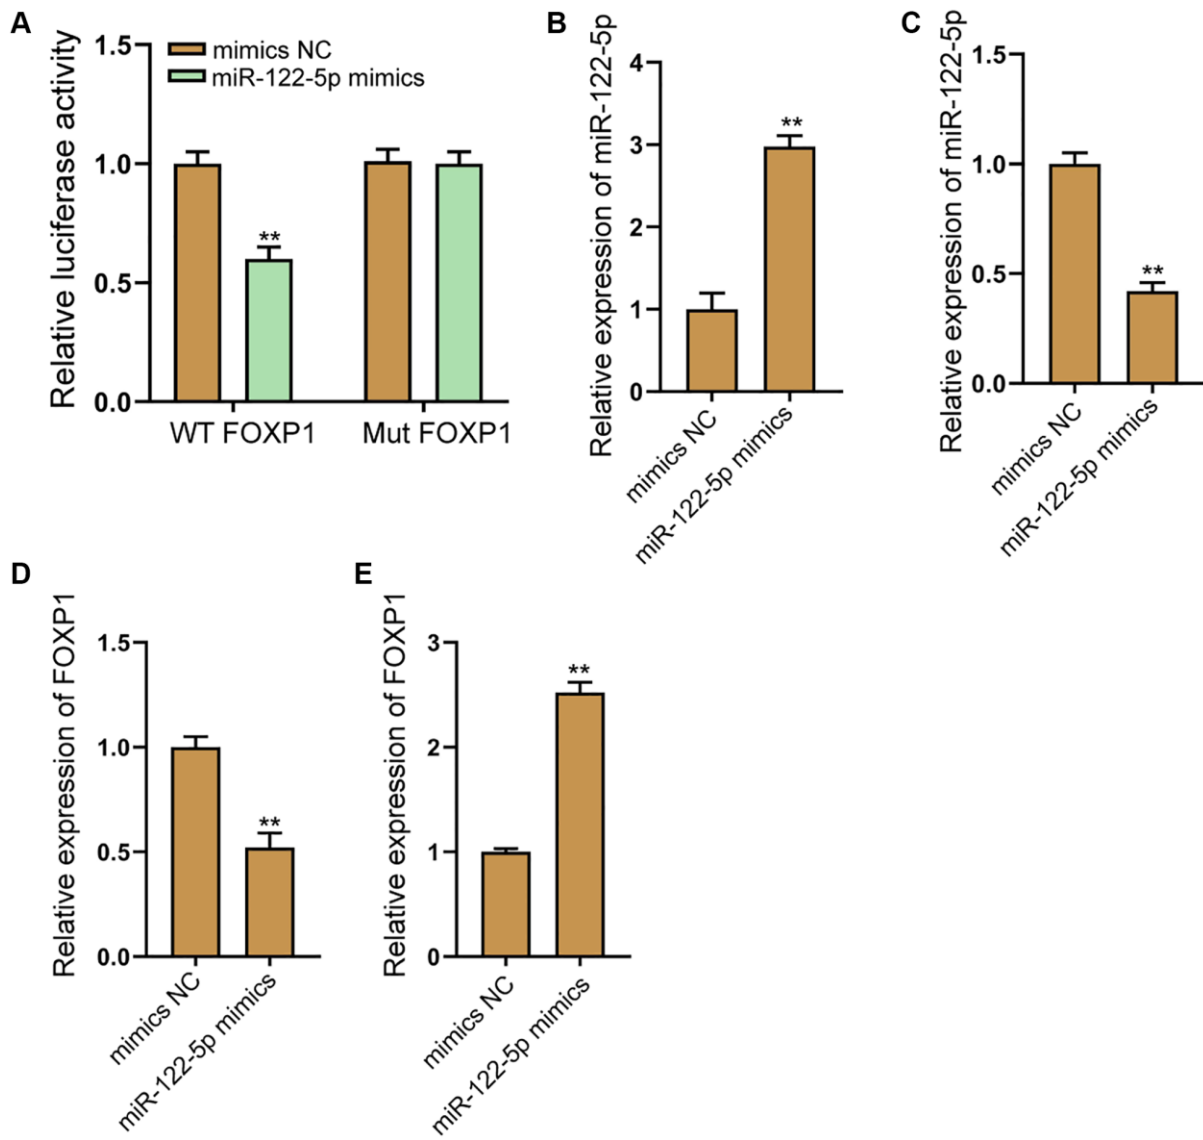 A
Relative luciferase activity
1.5
1.0
0.5
0.0
mimics NC
miR-122-5p mimics
**
WT FOXP1
Mut FOXP1
B
Relative expression of miR-122-5p
4
3
2
1
0
**
mimics NC
miR-122-5p mimics
C
Relative expression of miR-122-5p
1.5
1.0
0.5
0.0
**
mimics NC
miR-122-5p mimics
D
Relative expression of FOXP1
1.5
1.0
0.5
0.0
**
mimics NC
miR-122-5p mimics
E
Relative expression of FOXP1
3
2
1
0
**
mimics NC
miR-122-5p mimics